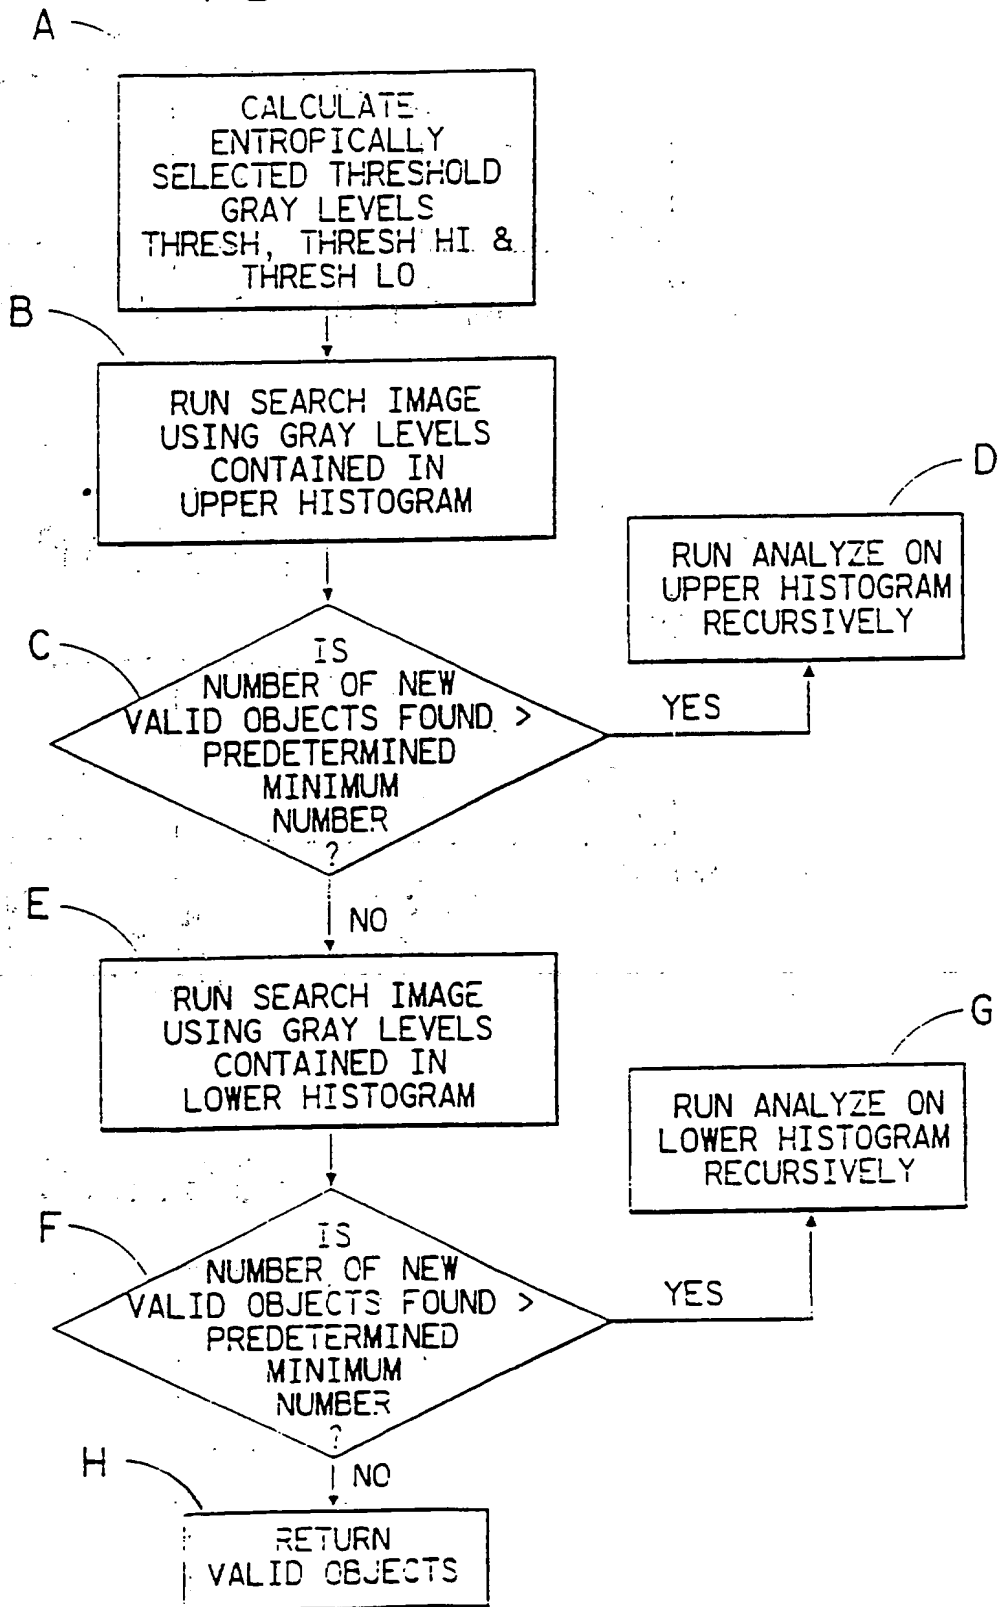 A
CALCULATE
ENTROPICALLY
SELECTED THRESHOLD
GRAY LEVELS
THRESH, THRESH HI &
THRESH LO
B
RUN SEARCH IMAGE
USING GRAY LEVELS
CONTAINED IN
UPPER HISTOGRAM
D
RUN ANALYZE ON
UPPER HISTOGRAM
RECURSIVELY
C
IS
NUMBER OF NEW
VALID OBJECTS FOUND >
PREDETERMINED
MINIMUM
NUMBER
?
YES
NO
E
RUN SEARCH IMAGE
USING GRAY LEVELS
CONTAINED IN
LOWER HISTOGRAM
G
RUN ANALYZE ON
LOWER HISTOGRAM
RECURSIVELY
F
IS
NUMBER OF NEW
VALID OBJECTS FOUND >
PREDETERMINED
MINIMUM
NUMBER
?
YES
NO
H
RETURN
VALID OBJECTS